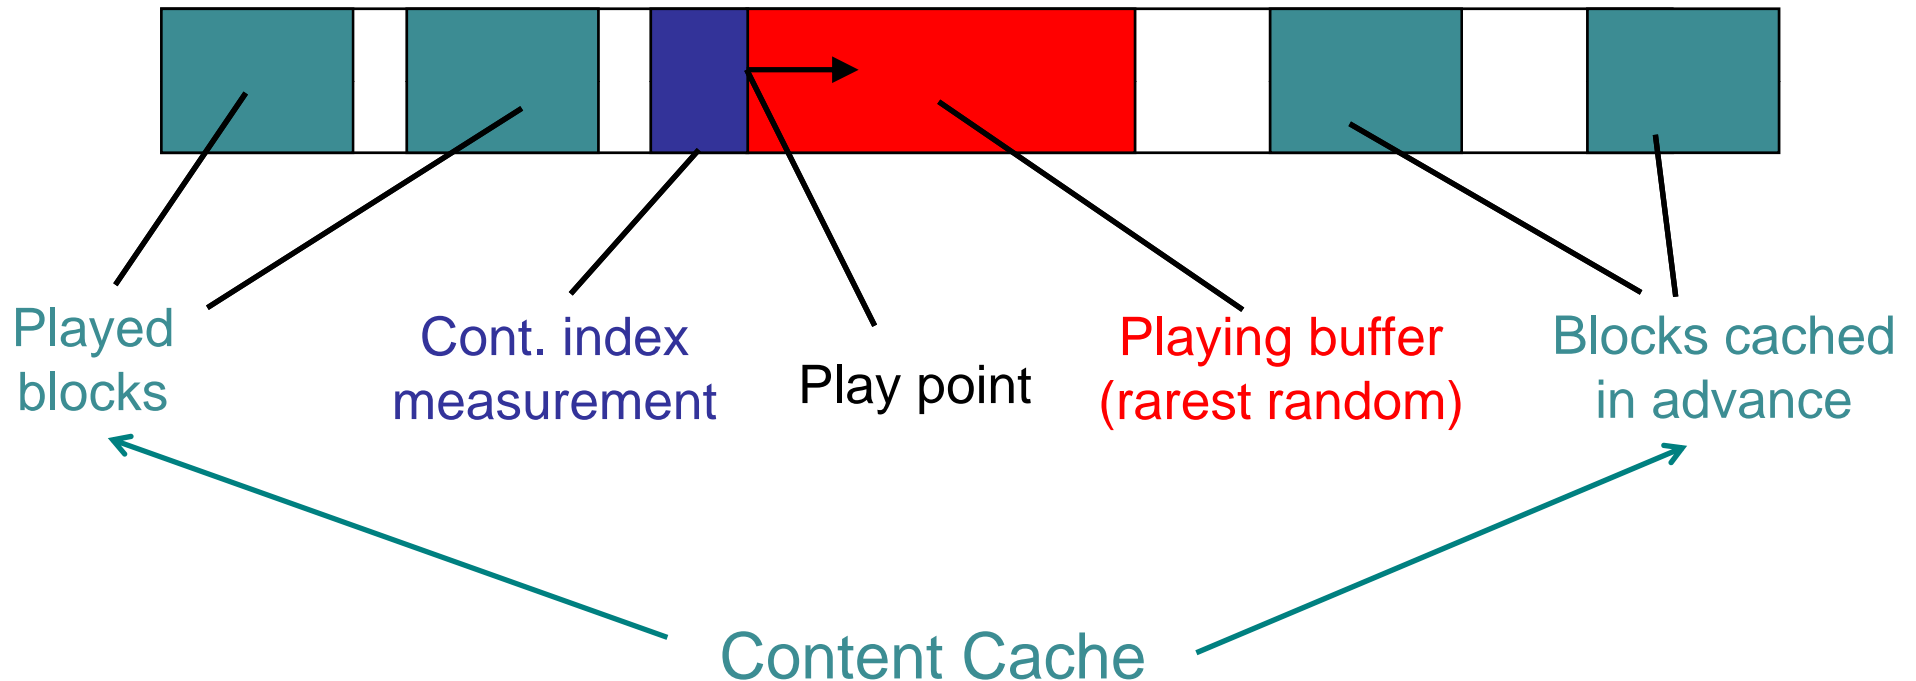 Played
blocks
Cont. index
measurement
Play point
Playing buffer
(rarest random)
Blocks cached
in advance
Content Cache